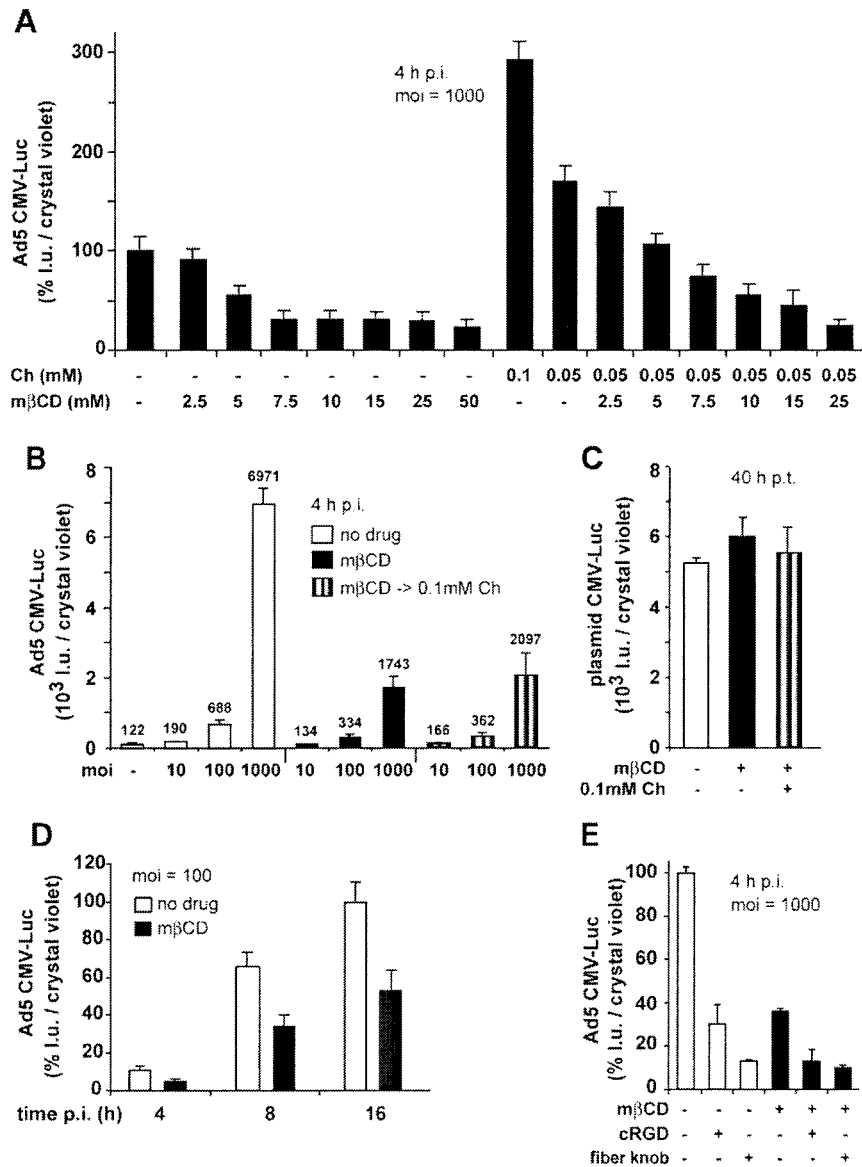 A
Ad5 CMV-Luc
(% l.u. / crystal violet)
300
200
100
0
4 h p.i.
moi = 1000
Ch (mM) - - - - - - - - 0.1 0.05 0.05 0.05 0.05 0.05 0.05 0.05
mβCD (mM) - 2.5 5 7.5 10 15 25 50 - - 2.5 5 7.5 10 15 25
B
Ad5 CMV-Luc
(10³ l.u. / crystal violet)
8
6
4
2
0
4 h p.i.
no drug
mβCD
mβCD -> 0.1mM Ch
122 190 688 6971 134 334 1743 166 362 2097
moi - 10 100 1000 10 100 1000 10 100 1000
C
plasmid CMV-Luc
(10³ l.u. / crystal violet)
8
6
4
2
0
40 h p.t.
mβCD - + +
0.1mM Ch - - +
D
Ad5 CMV-Luc
(% l.u. / crystal violet)
120
100
80
60
40
20
0
moi = 100
no drug
mβCD
time p.i. (h) 4 8 16
E
Ad5 CMV-Luc
(% l.u. / crystal violet)
100
80
60
40
20
0
4 h p.i.
moi = 1000
mβCD - - - + + +
cRGD - + - - + -
fiber knob - - + - - +